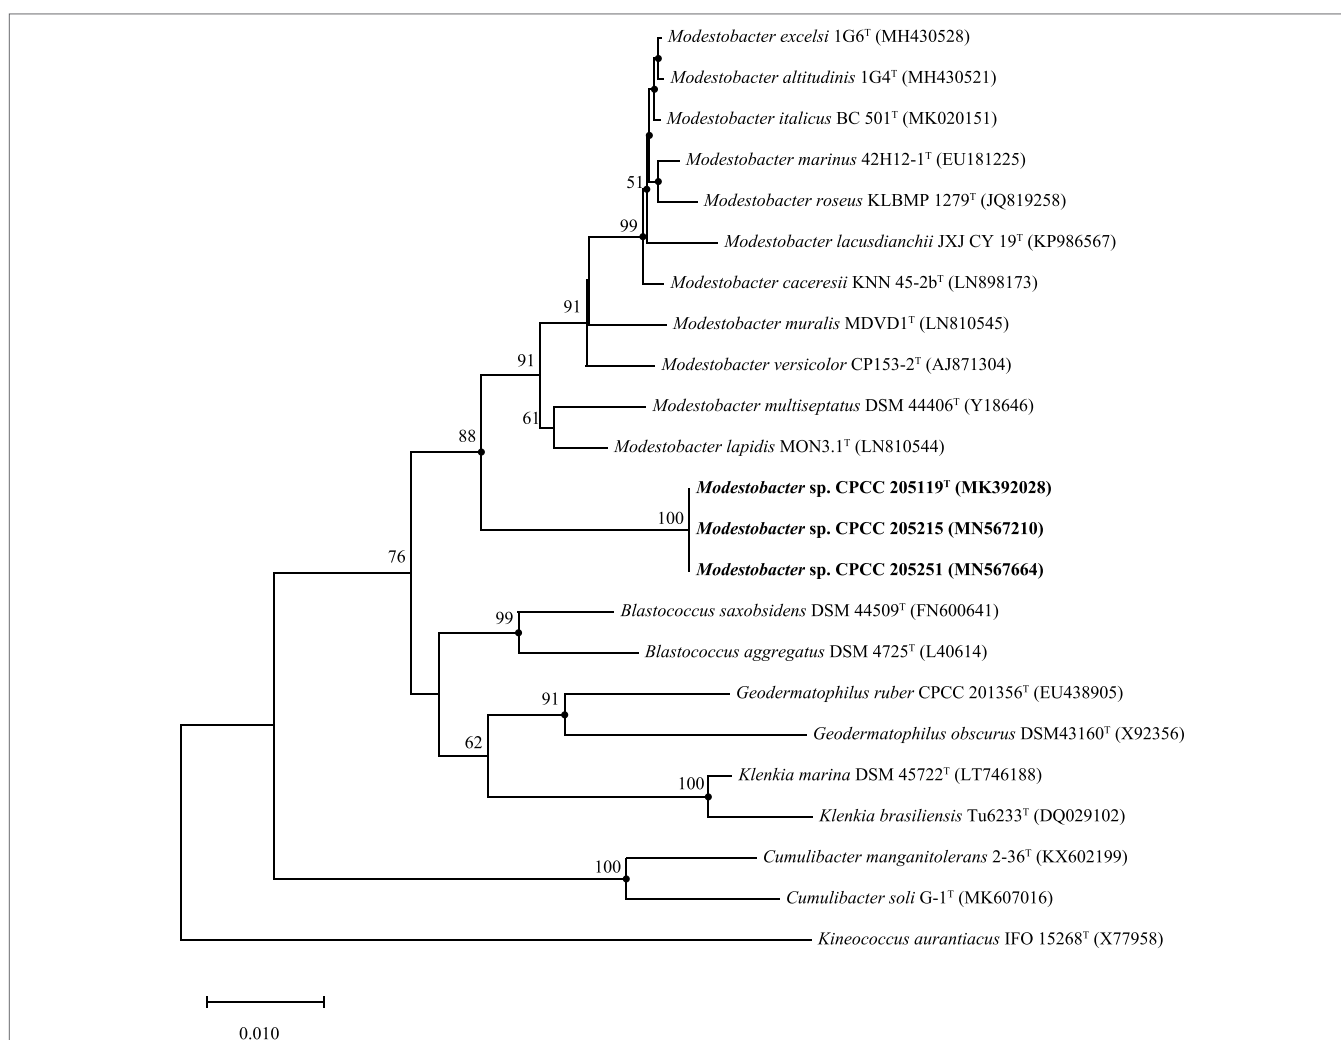 Modestobacter excelsi 1G6ᵀ (MH430528)
Modestobacter altitudinis 1G4ᵀ (MH430521)
Modestobacter italicus BC 501ᵀ (MK020151)
Modestobacter marinus 42H12-1ᵀ (EU181225)
51
Modestobacter roseus KLBMP 1279ᵀ (JQ819258)
99
Modestobacter lacusdianchii JXJ CY 19ᵀ (KP986567)
Modestobacter caceresii KNN 45-2bᵀ (LN898173)
91
Modestobacter muralis MDVD1ᵀ (LN810545)
91
Modestobacter versicolor CP153-2ᵀ (AJ871304)
Modestobacter multiseptatus DSM 44406ᵀ (Y18646)
61
88
Modestobacter lapidis MON3.1ᵀ (LN810544)
Modestobacter sp. CPCC 205119ᵀ (MK392028)
100
Modestobacter sp. CPCC 205215 (MN567210)
76
Modestobacter sp. CPCC 205251 (MN567664)
Blastococcus saxobsidens DSM 44509ᵀ (FN600641)
99
Blastococcus aggregatus DSM 4725ᵀ (L40614)
Geodermatophilus ruber CPCC 201356ᵀ (EU438905)
91
Geodermatophilus obscurus DSM43160ᵀ (X92356)
62
Klenkia marina DSM 45722ᵀ (LT746188)
100
Klenkia brasiliensis Tu6233ᵀ (DQ029102)
Cumulibacter manganitolerans 2-36ᵀ (KX602199)
100
Cumulibacter soli G-1ᵀ (MK607016)
Kineococcus aurantiacus IFO 15268ᵀ (X77958)
0.010